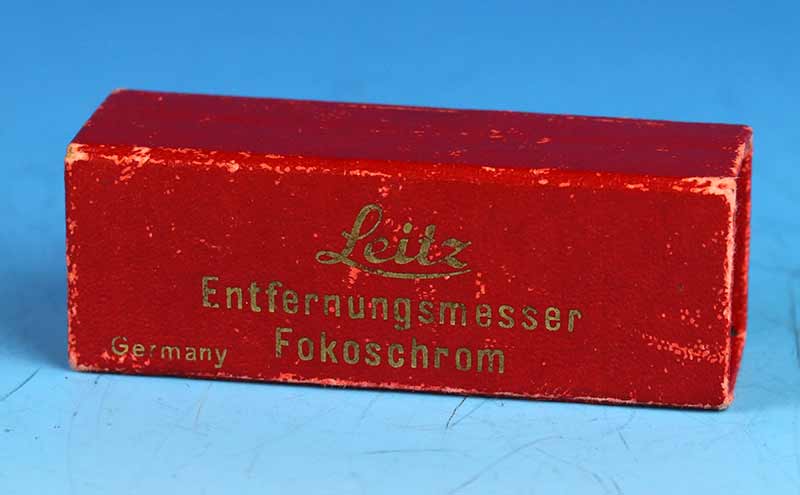 Leitz
Entfernungsmesser
Fokoschrom
Germany